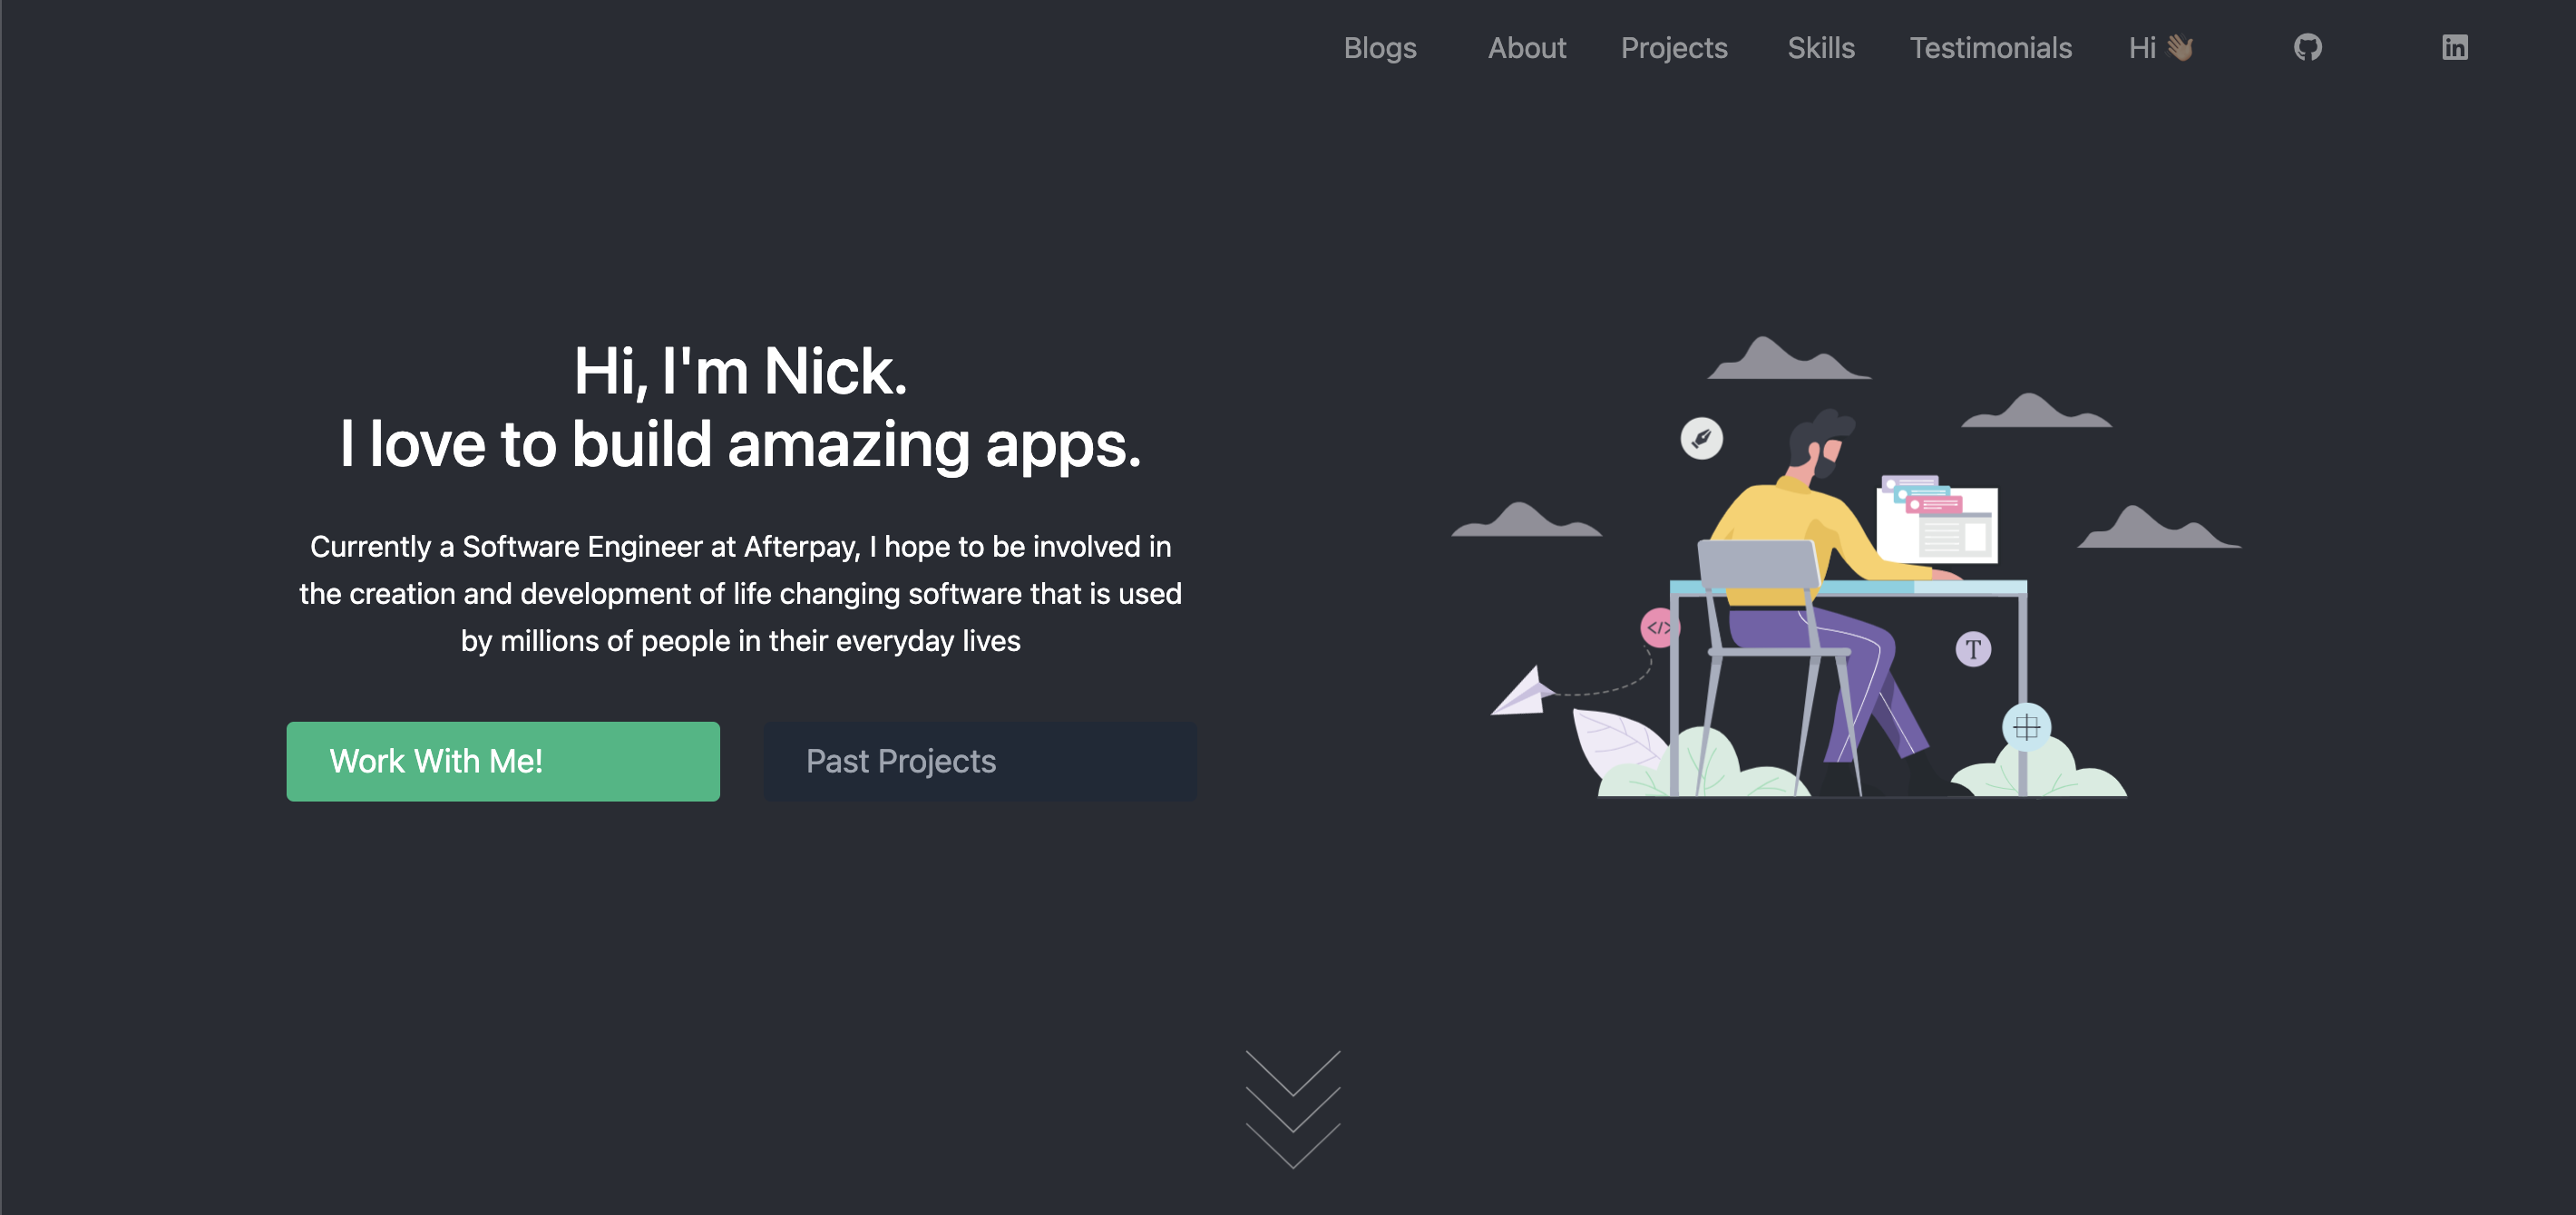 Blogs About Projects Skills Testimonials Hi 👋🏽 in
Hi, I'm Nick.
I love to build amazing apps.
Currently a Software Engineer at Afterpay, I hope to be involved in
the creation and development of life changing software that is used
by millions of people in their everyday lives
</>
T
Work With Me! Past Projects